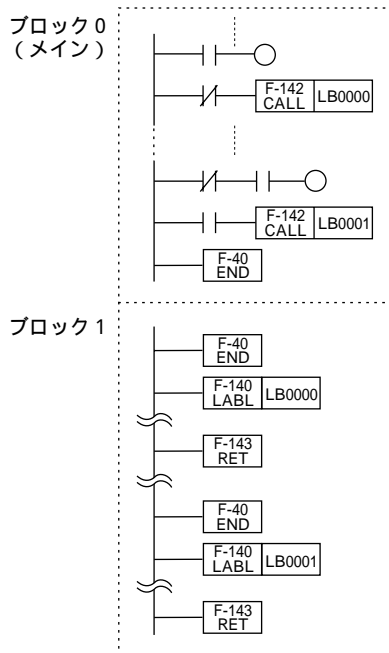 ブロック0
(メイン)
F-142
CALL LB0000
F-142
CALL LB0001
F-40
END
ブロック1
F-40
END
F-140
LABL LB0000
F-143
RET
F-40
END
F-140
LABL LB0001
F-143
RET